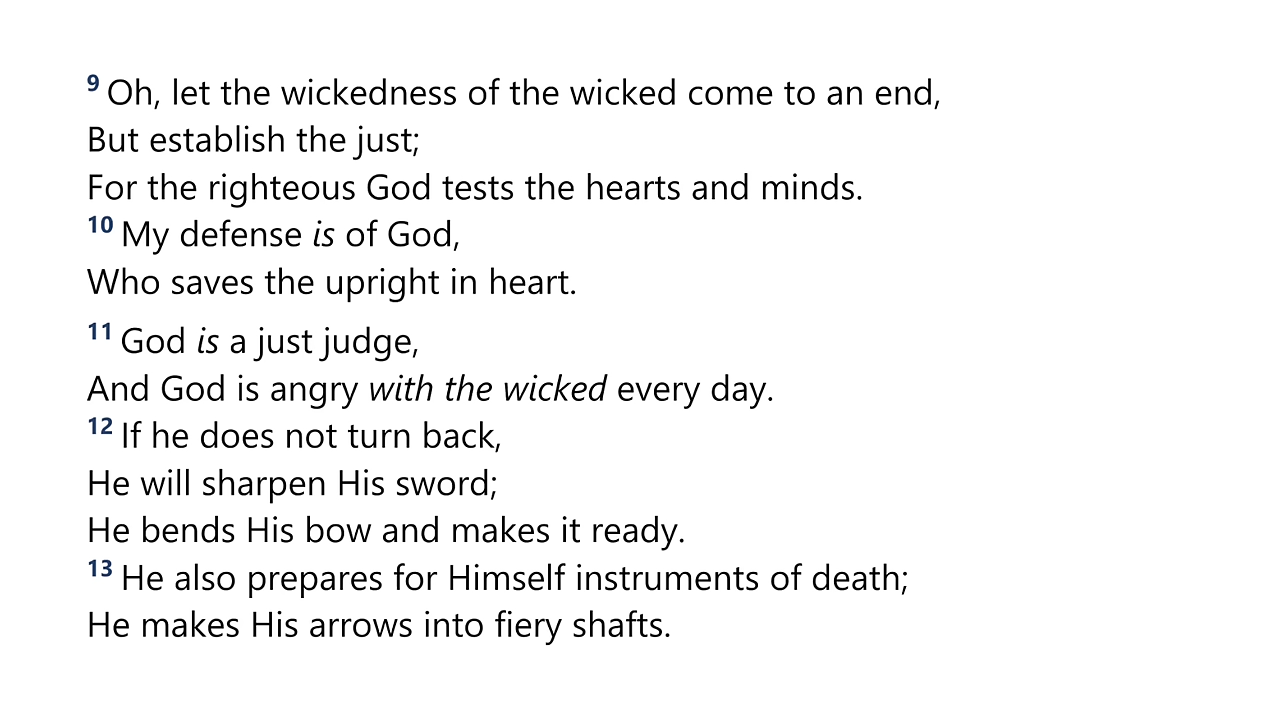 9 Oh, let the wickedness of the wicked come to an end,
But establish the just;
For the righteous God tests the hearts and minds.
10 My defense is of God,
Who saves the upright in heart.
11 God is a just judge,
And God is angry with the wicked every day.
12 If he does not turn back,
He will sharpen His sword;
He bends His bow and makes it ready.
13 He also prepares for Himself instruments of death;
He makes His arrows into fiery shafts.